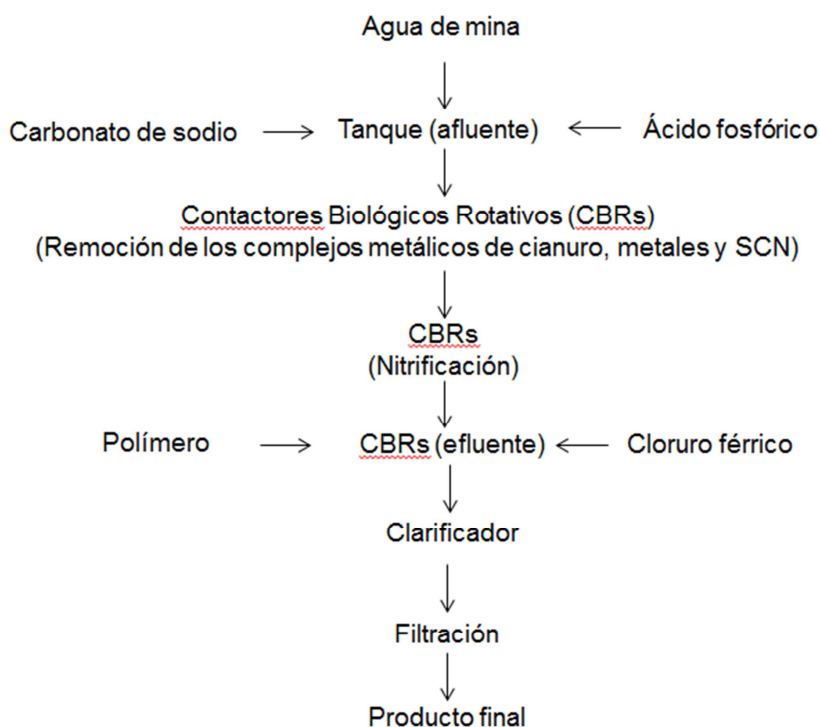 Agua de mina
Carbonato de sodio
Tanque (afluente)
Ácido fosfórico
Contactores Biológicos Rotativos (CBRs)
(Remoción de los complejos metálicos de cianuro, metales y SCN)
CBRs
(Nitrificación)
Polímero
CBRs (efluente)
Cloruro férrico
Clarificador
Filtración
Producto final